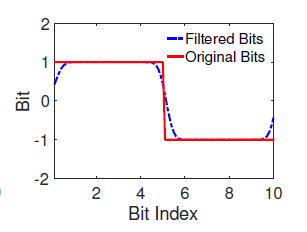 2
Filtered Bits
Original Bits
1
0
-1
-2
Bit
2 4 6 8 10
Bit Index